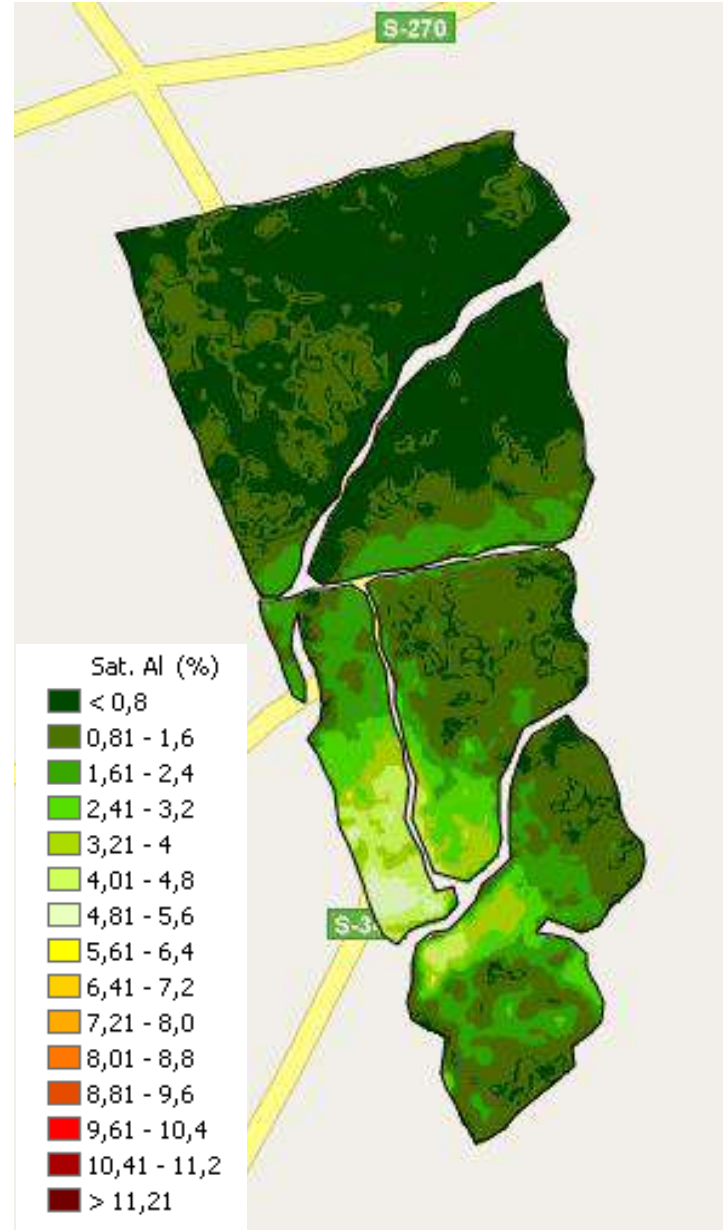 S-270
Sat. Al (%)
< 0,8
0,81 - 1,6
1,61 - 2,4
2,41 - 3,2
3,21 - 4
4,01 - 4,8
4,81 - 5,6
5,61 - 6,4
6,41 - 7,2
7,21 - 8,0
8,01 - 8,8
8,81 - 9,6
9,61 - 10,4
10,41 - 11,2
> 11,21